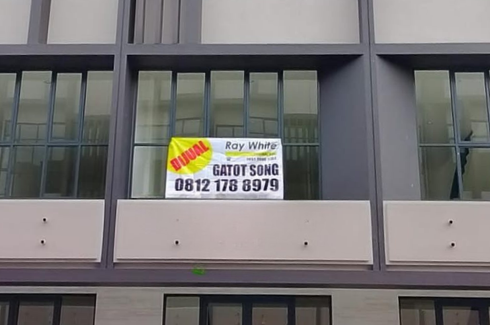 DIJUAL
Ray White
GATOT SONG
0812 178 8979